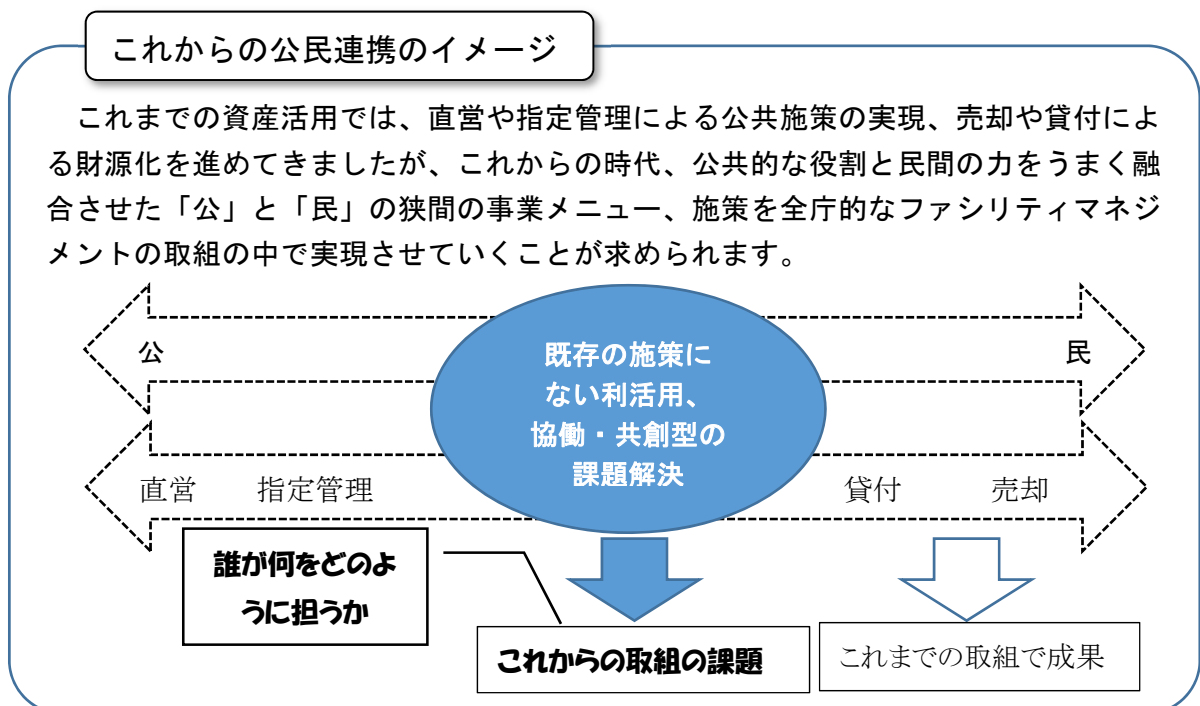 これからの公民連携のイメージ
これまでの資産活用では、直営や指定管理による公共施策の実現、売却や貸付によ
る財源化を進めてきましたが、これからの時代、公共的な役割と民間の力をうまく融
合させた「公」と「民」の狭間の事業メニュー、施策を全庁的なファシリティマネジ
メントの取組の中で実現させていくことが求められます。
公
既存の施策に
ない利活用、
協働・共創型の
課題解決
民
直営
指定管理
貸付
売却
誰が何をどのよ
うに担うか
これからの取組の課題
これまでの取組で成果